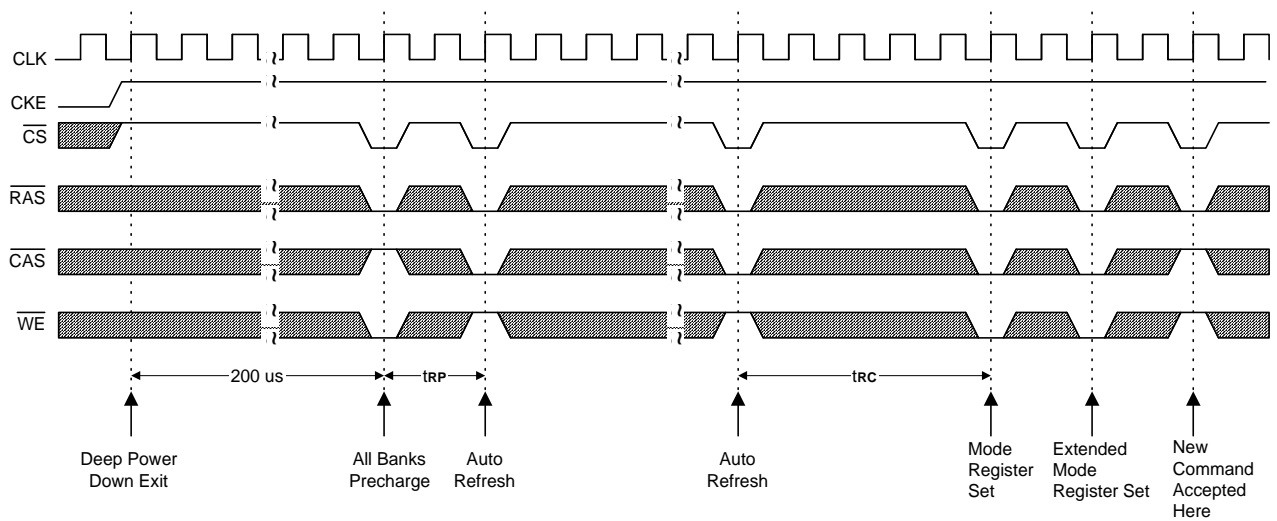 CLK
CKE
CS
RAS
CAS
WE
200 us
tRP
tRC
Deep Power
Down Exit
All Banks
Precharge
Auto
Refresh
Auto
Refresh
Mode
Register
Set
Extended
Mode
Register Set
New
Command
Accepted
Here